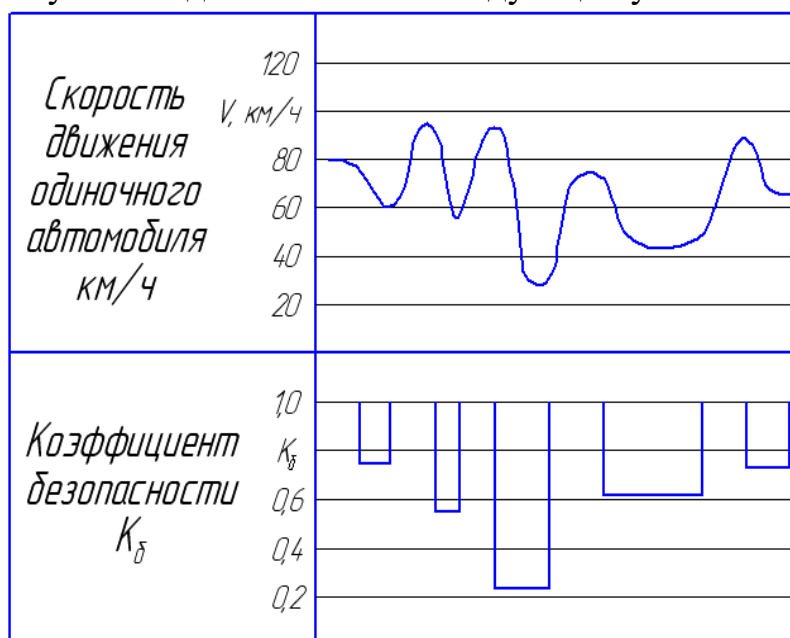 Скорость
движения
одиночного
автомобиля
км/ч
120
V, км/ч
80
60
40
20
Коэффициент
безопасности
Kб
1,0
Kб
0,6
0,4
0,2